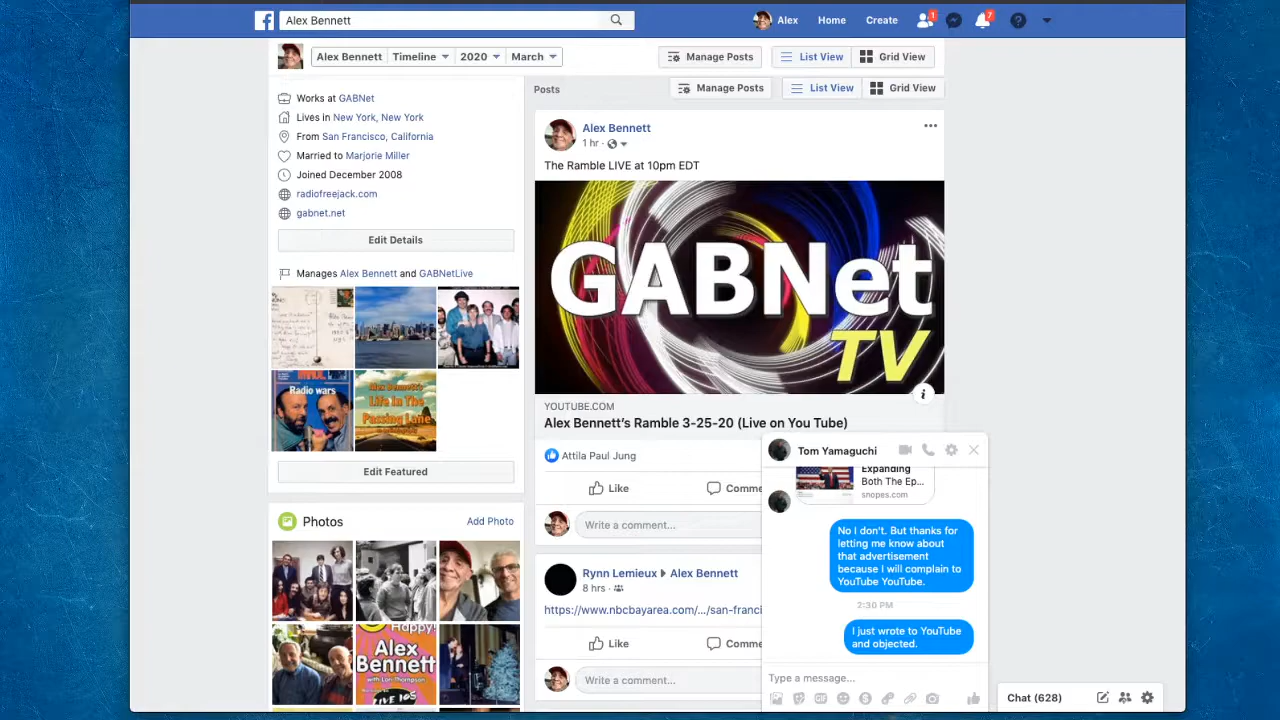 Alex Bennett
Alex
Home
Create
1
7
Alex Bennett
Timeline
2020
March
Manage Posts
List View
Grid View
Works at GABNet
Lives in New York, New York
From San Francisco, California
Married to Marjorie Miller
Joined December 2008
radiofreejack.com
gabnet.net
Edit Details
Manages Alex Bennett and GABNetLive
Radio wars
Alex Bennett's
Life In The
Passing Lane
Edit Featured
Photos
Add Photo
Happy!
Alex
Bennett
with Lori Thompson
LIVE 105
Posts
Manage Posts
List View
Grid View
Alex Bennett
1 hr ·
The Ramble LIVE at 10pm EDT
GABNet
TV
YOUTUBE.COM
Alex Bennett's Ramble 3-25-20 (Live on You Tube)
Attila Paul Jung
Like
Comme
Write a comment...
Rynn Lemieux
Alex Bennett
8 hrs ·
https://www.nbcbayarea.com/.../san-franci
Like
Comme
Write a comment...
Tom Yamaguchi
Expanding
Both The Ep...
snopes.com
No I don't. But thanks for
letting me know about
that advertisement
because I will complain to
YouTube YouTube.
2:30 PM
I just wrote to YouTube
and objected.
Type a message...
GIF
Chat (628)